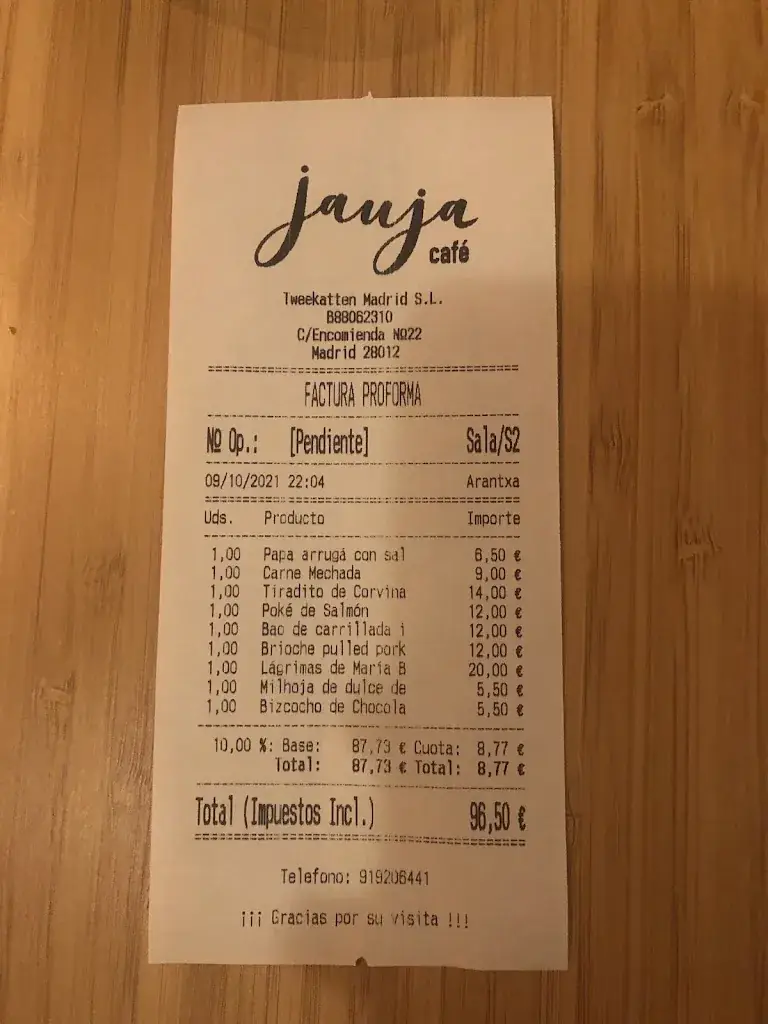 jauja
café
Tweekatten Madrid S.L.
B88062310
C/Encomienda Nº22
Madrid 28012
FACTURA PROFORMA
Nº Op.: [Pendiente] Sala/S2
09/10/2021 22:04 Arantxa
Uds. Producto Importe
1,00 Papa arrugá con sal 6,50 €
1,00 Carne Mechada 9,00 €
1,00 Tiradito de Corvina 14,00 €
1,00 Poké de Salmón 12,00 €
1,00 Bao de carrillada i 12,00 €
1,00 Brioche pulled pork 12,00 €
1,00 Lágrimas de María B 20,00 €
1,00 Milhoja de dulce de 5,50 €
1,00 Bizcocho de Chocola 5,50 €
10,00 %: Base: 87,73 € Cuota: 8,77 €
Total: 87,73 € Total: 8,77 €
Total (Impuestos Incl.) 96,50 €
Telefono: 919206441
¡¡¡ Gracias por su visita !!!